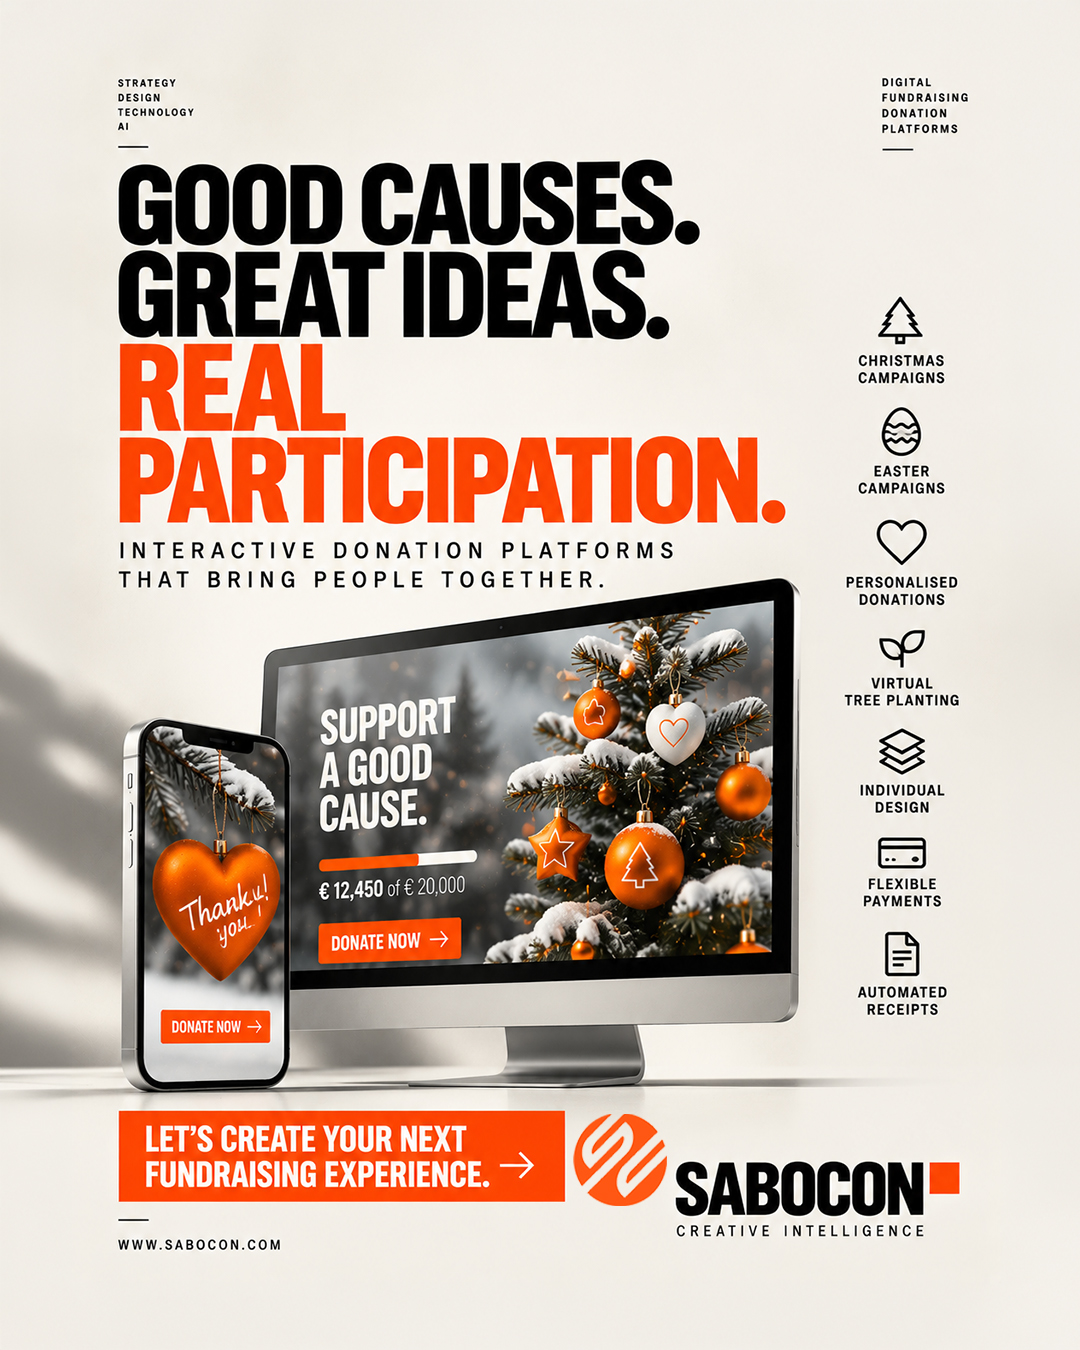 STRATEGY
DESIGN
TECHNOLOGY
AI
DIGITAL
FUNDRAISING
DONATION
PLATFORMS
GOOD CAUSES.
GREAT IDEAS.
REAL
PARTICIPATION.
INTERACTIVE DONATION PLATFORMS
THAT BRING PEOPLE TOGETHER.
CHRISTMAS
CAMPAIGNS
EASTER
CAMPAIGNS
PERSONALISED
DONATIONS
VIRTUAL
TREE PLANTING
INDIVIDUAL
DESIGN
FLEXIBLE
PAYMENTS
AUTOMATED
RECEIPTS
SUPPORT
A GOOD
CAUSE.
€ 12,450 of € 20,000
DONATE NOW →
Thank
you
DONATE NOW →
LET'S CREATE YOUR NEXT
FUNDRAISING EXPERIENCE. →
SABOCON
CREATIVE INTELLIGENCE
WWW.SABOCON.COM